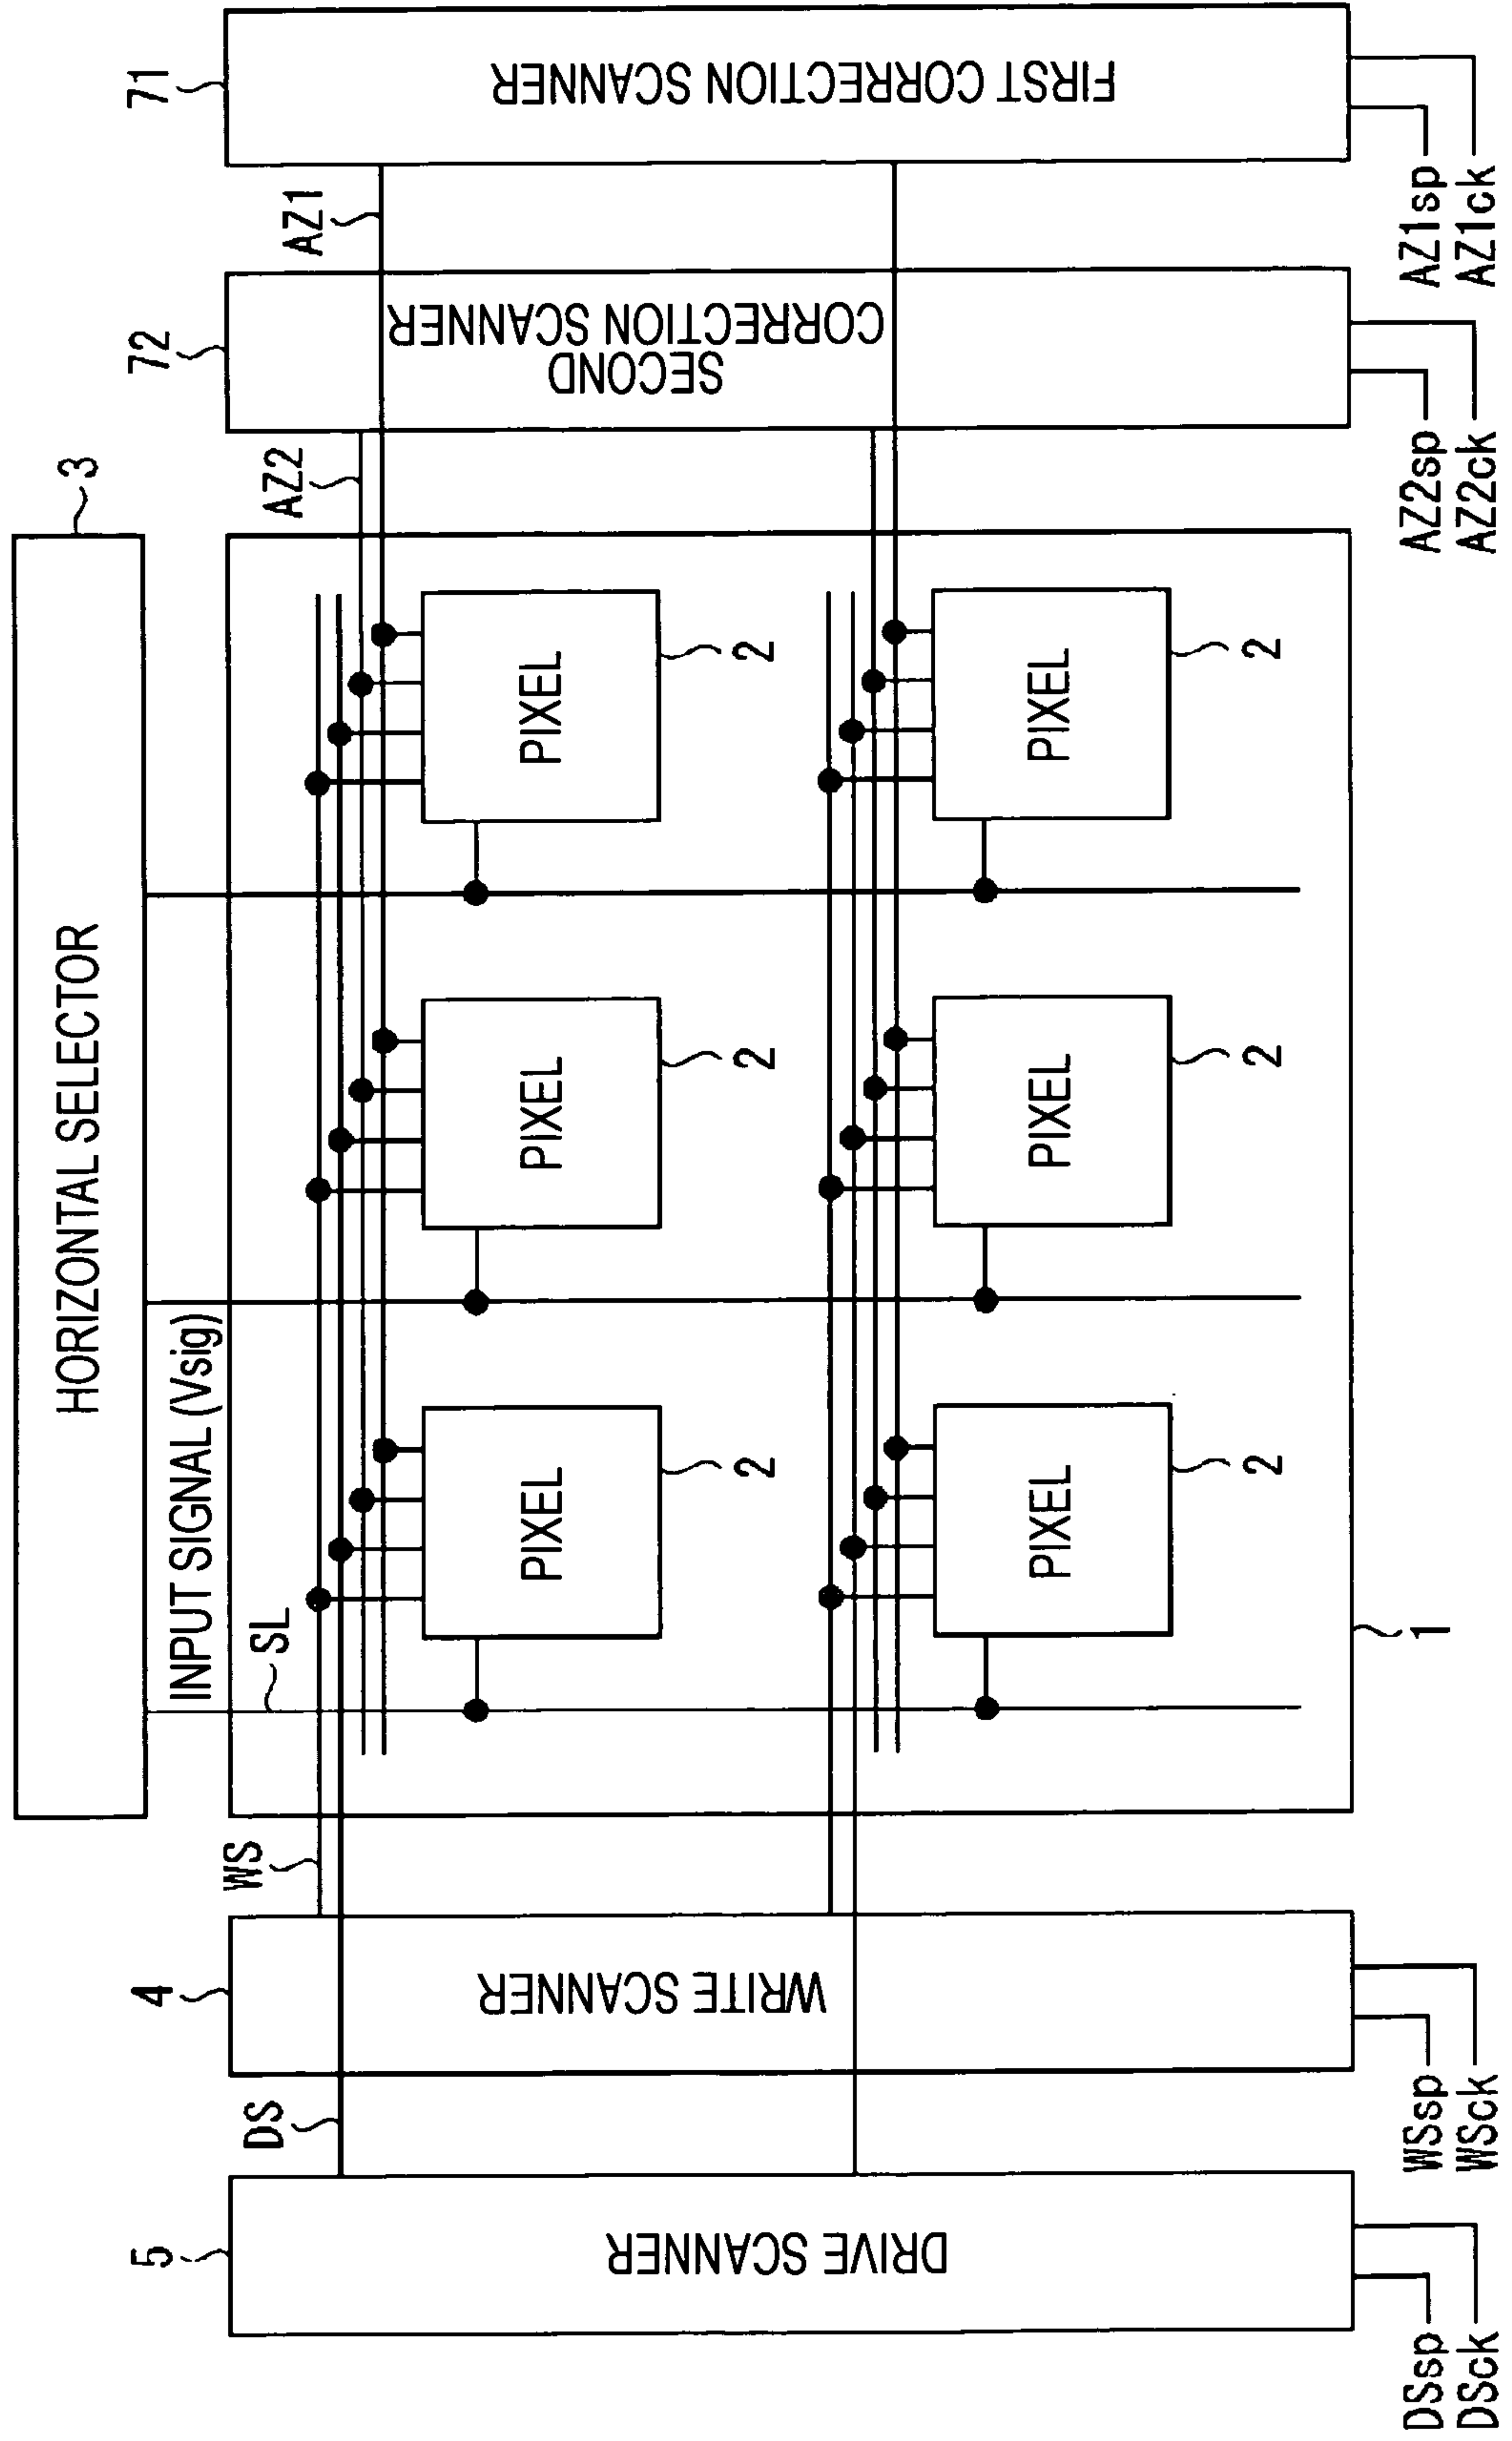 3
HORIZONTAL SELECTOR
5
DS
4
WS
INPUT SIGNAL (Vsig)
SL
AZ2
72
AZ1
71
DRIVE SCANNER
WRITE SCANNER
PIXEL
2
PIXEL
2
PIXEL
2
PIXEL
2
PIXEL
2
PIXEL
2
SECOND
CORRECTION SCANNER
FIRST CORRECTION SCANNER
1
DSsp
DSck
WSsp
WSck
AZ2sp
AZ2ck
AZ1sp
AZ1ck